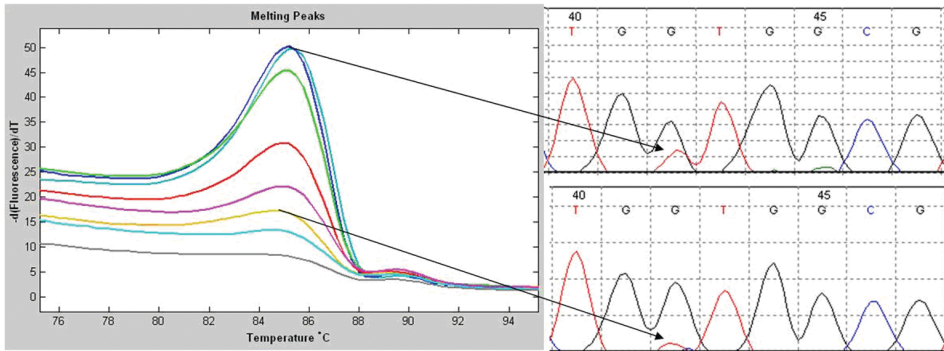 Melting Peaks
-d(Fluorescence)/dT
50
45
40
35
30
25
20
15
10
5
0
76 78 80 82 84 86 88 90 92 94
Temperature °C
40 45
T G G T G G C G
40 45
T G G T G G C G